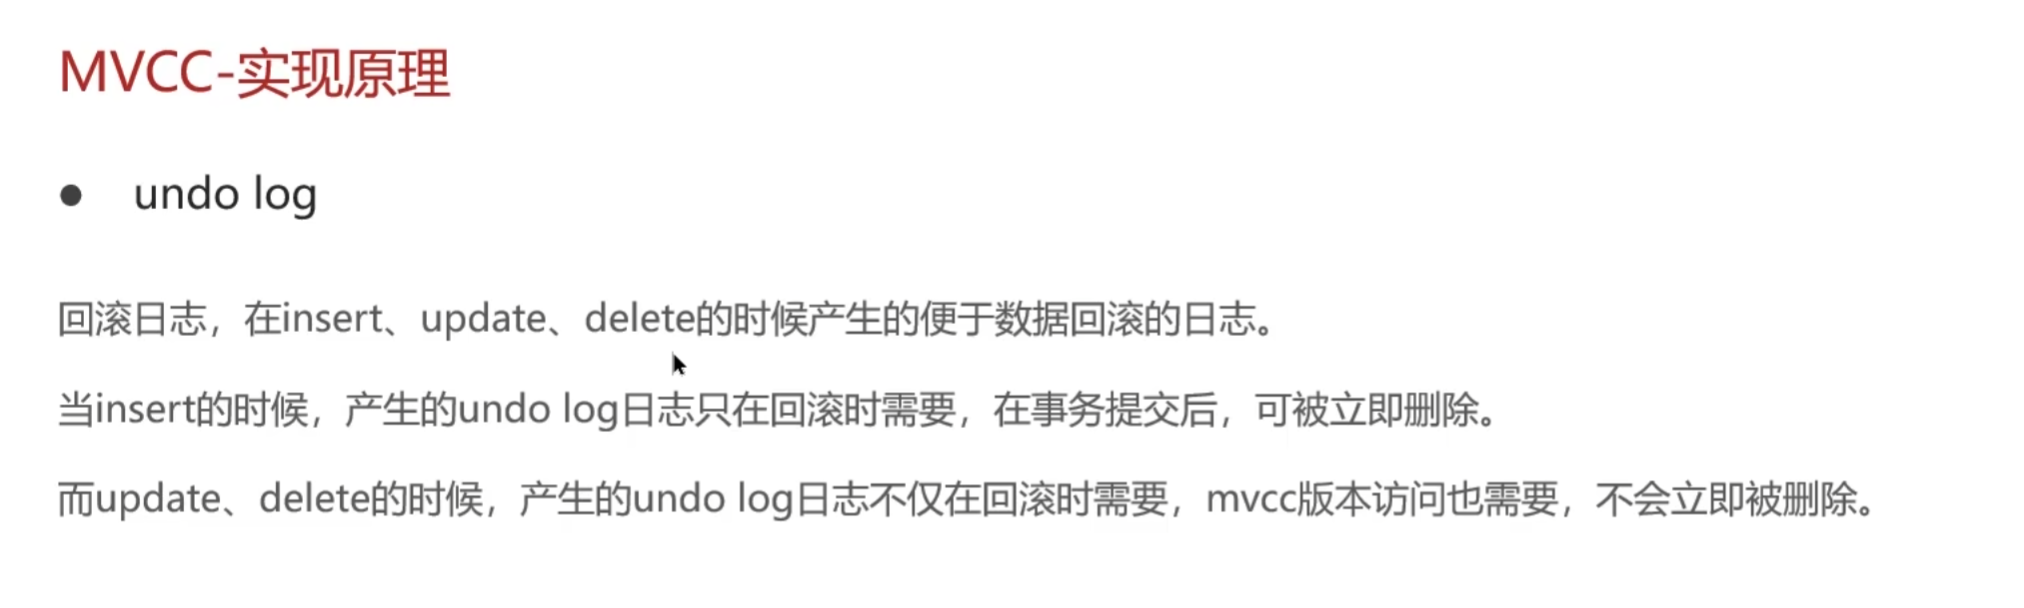 MVCC-实现原理
● undo log
回滚日志，在insert、update、delete的时候产生的便于数据回滚的日志。
当insert的时候，产生的undo log日志只在回滚时需要，在事务提交后，可被立即删除。
而update、delete的时候，产生的undo log日志不仅在回滚时需要，mvcc版本访问也需要，不会立即被删除。